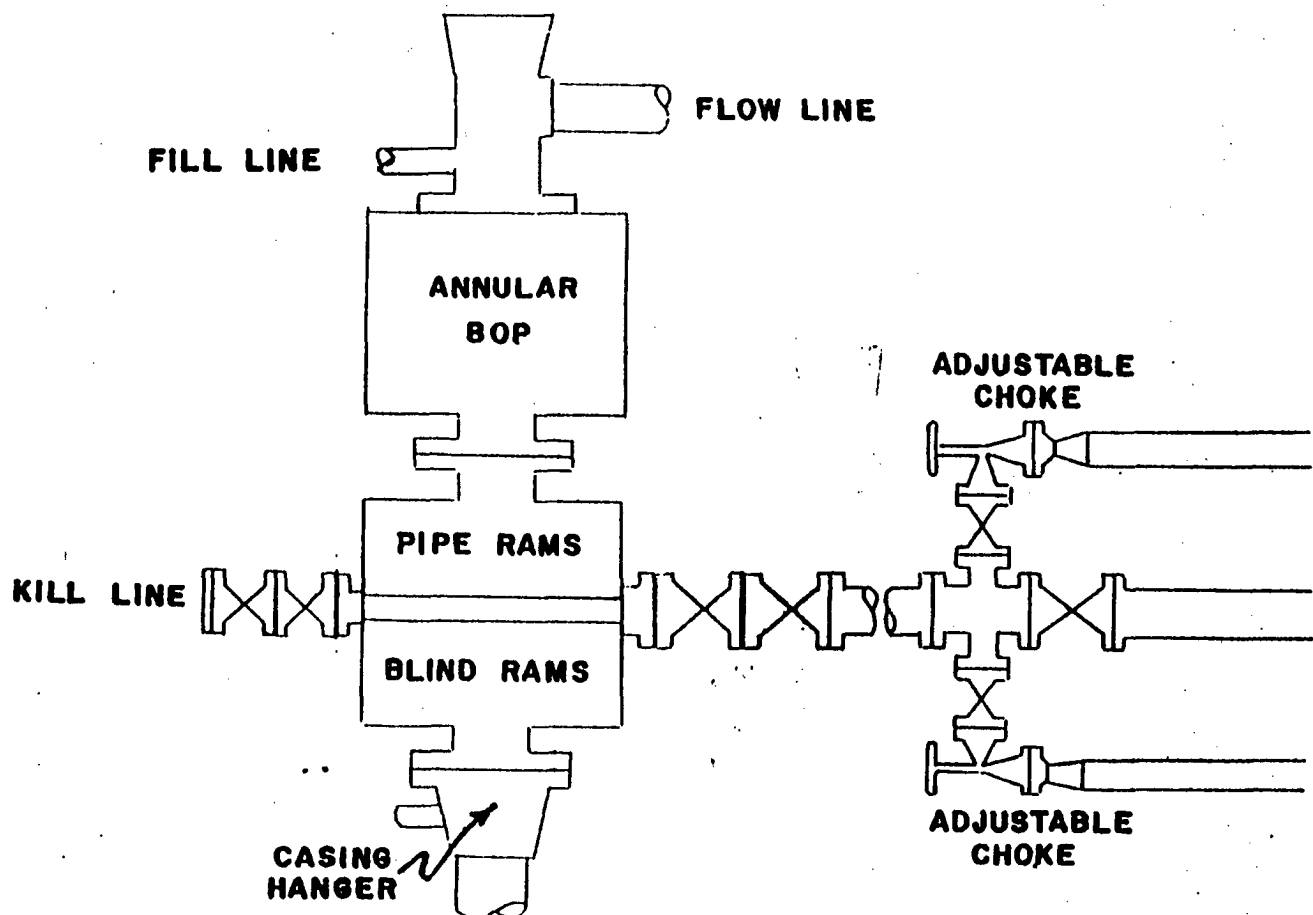 FLOW LINE
FILL LINE
ANNULAR
BOP
ADJUSTABLE
CHOKE
PIPE RAMS
KILL LINE
BLIND RAMS
ADJUSTABLE
CHOKE
CASING
HANGER